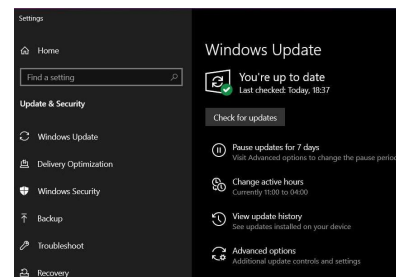 Settings
Home
Find a setting
Update & Security
Windows Update
Delivery Optimization
Windows Security
Backup
Troubleshoot
Recovery
Windows Update
You're up to date
Last checked: Today, 18:37
Check for updates
Pause updates for 7 days
Visit Advanced options to change the pause period
Change active hours
Currently 11:00 to 04:00
View update history
See updates installed on your device
Advanced options
Additional update controls and settings